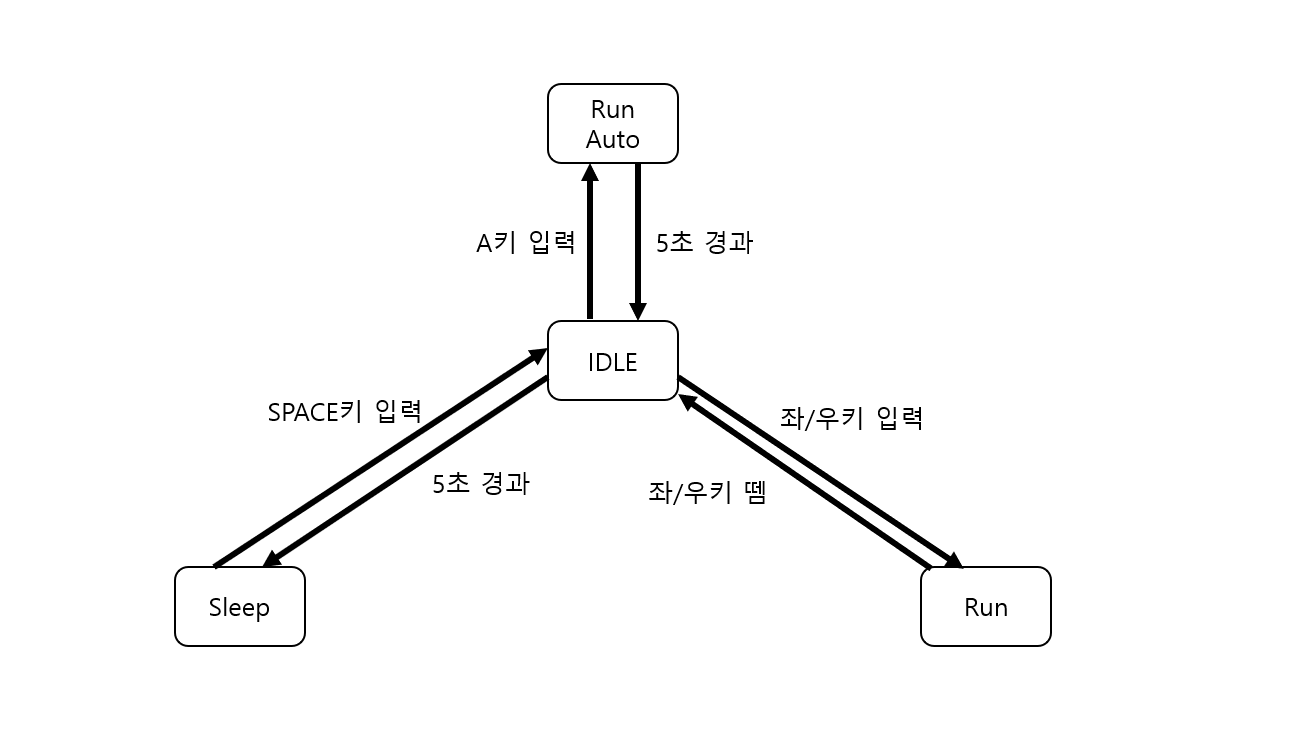 Run
Auto
A키 입력
5초 경과
IDLE
SPACE키 입력
좌/우키 입력
5초 경과
좌/우키 뗌
Sleep
Run